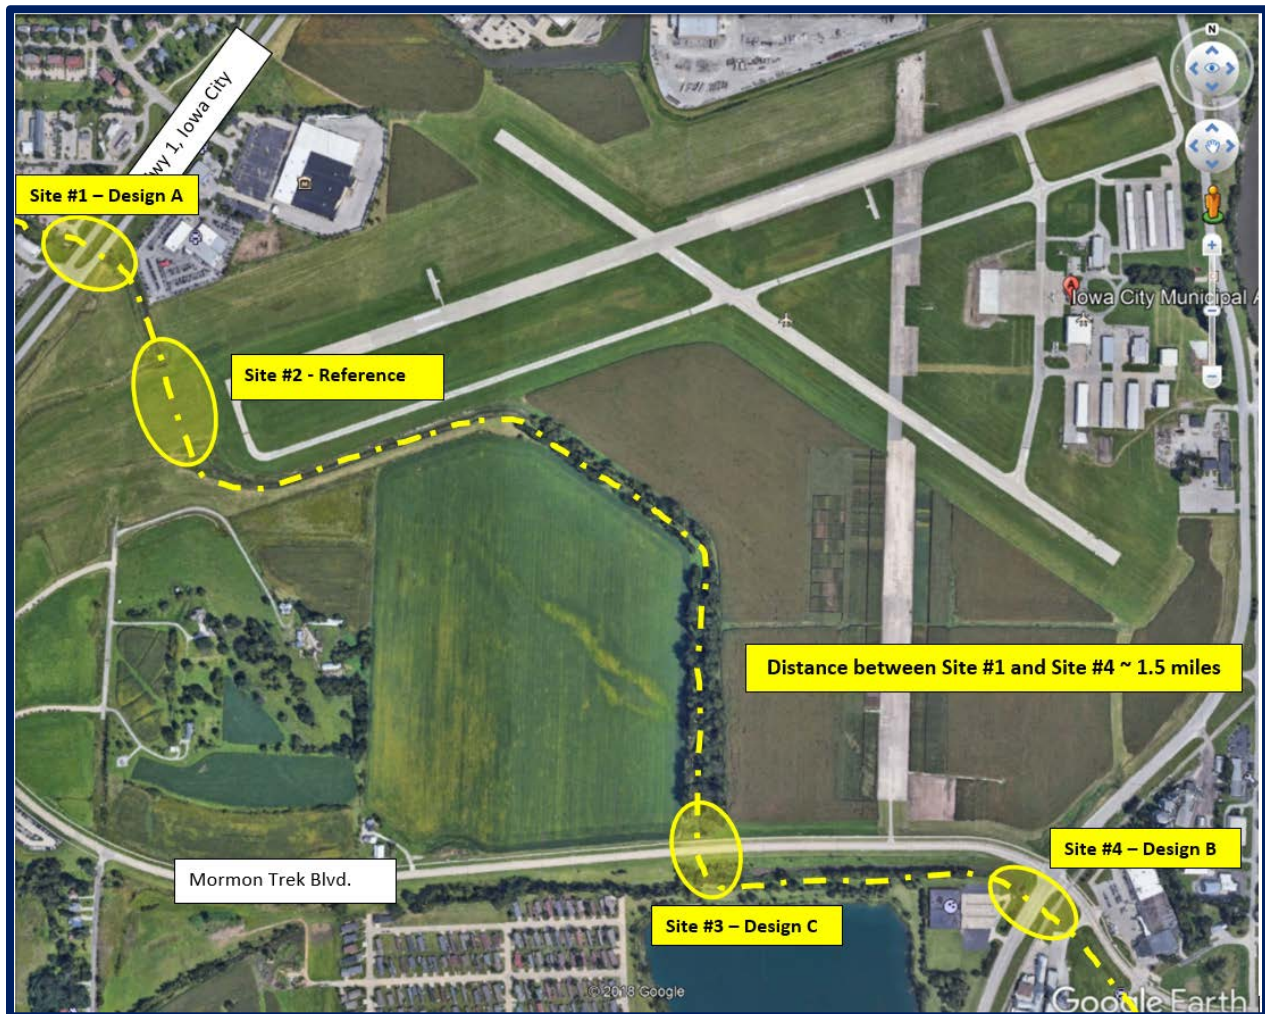 N
wy 1, Iowa City
Site #1 – Design A
A
Iowa City Municipal A
Site #2 - Reference
Distance between Site #1 and Site #4 ~ 1.5 miles
Site #4 – Design B
Mormon Trek Blvd.
Site #3 – Design C
© 2018 Google
Google Earth